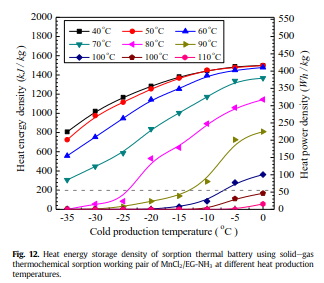 2000
1800
1600
1400
1200
1000
800
600
400
200
0
Heat energy density (kJ / kg)
40°C 50°C 60°C
70°C 80°C 90°C
100°C 100°C 110°C
550
500
450
400
350
300
250
200
150
100
50
0
Heat power density (Wh / kg)
-35 -30 -25 -20 -15 -10 -5 0
Cold production temperature (°C)
Fig. 12. Heat energy storage density of sorption thermal battery using solid–gas
thermochemical sorption working pair of MnCl₂/EG-NH₃ at different heat production
temperatures.